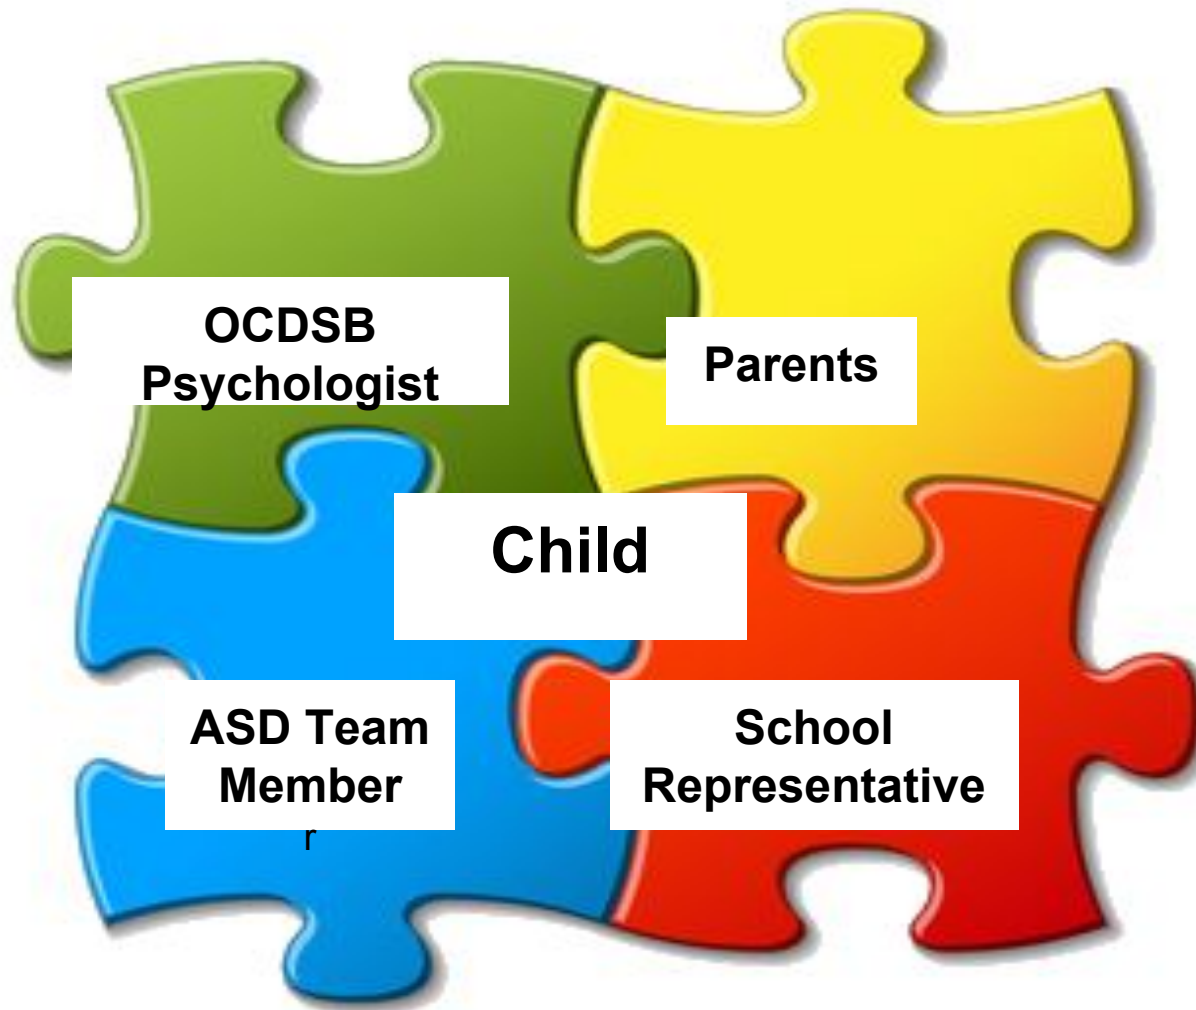 OCDSB
Psychologist
Parents
Child
ASD Team
Member
r
School
Representative